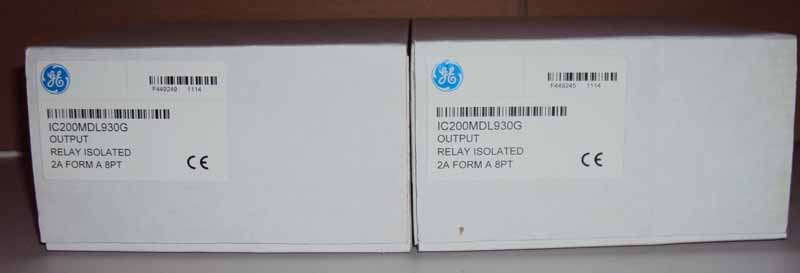 F449249 1114
IC200MDL930G
OUTPUT
RELAY ISOLATED
2A FORM A 8PT
CE
F449245 1114
IC200MDL930G
OUTPUT
RELAY ISOLATED
2A FORM A 8PT
CE